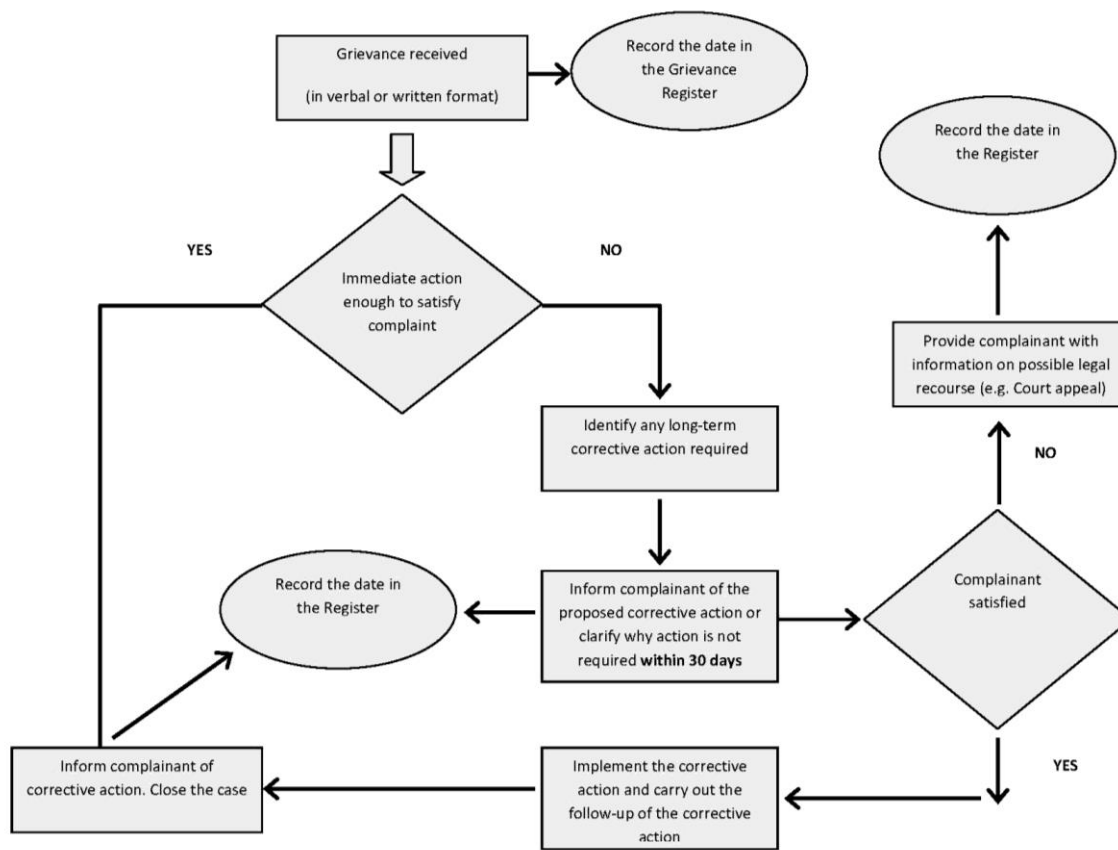 Grievance received
(in verbal or written format)
Record the date in
the Grievance
Register
Record the date in
the Register
YES
NO
Immediate action
enough to satisfy
complaint
Provide complainant with
information on possible legal
recourse (e.g. Court appeal)
Identify any long-term
corrective action required
NO
Record the date in
the Register
Inform complainant of the
proposed corrective action or
clarify why action is not
required within 30 days
Complainant
satisfied
YES
Inform complainant of
corrective action. Close the case
Implement the corrective
action and carry out the
follow-up of the corrective
action